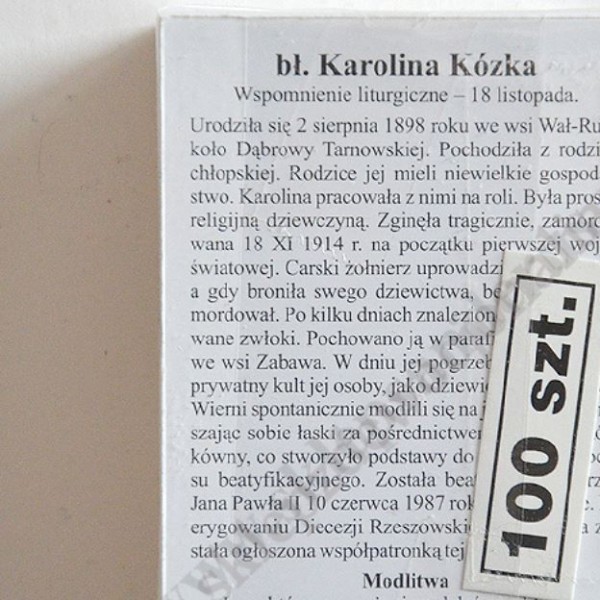 bł. Karolina Kózka
Wspomnienie liturgiczne – 18 listopada.
Urodziła się 2 sierpnia 1898 roku we wsi Wał-Ru
koło Dąbrowy Tarnowskiej. Pochodziła z rodzi
chłopskiej. Rodzice jej mieli niewielkie gospod
stwo. Karolina pracowała z nimi na roli. Była pros
religijną dziewczyną. Zginęła tragicznie, zamor
wana 18 XI 1914 r. na początku pierwszej woj
światowej. Carski żołnierz uprowadzi
a gdy broniła swego dziewictwa, be
mordował. Po kilku dniach znalezion
wane zwłoki. Pochowano ją w parafi
we wsi Zabawa. W dniu jej pogrzeb
prywatny kult jej osoby, jako dziewic
Wierni spontanicznie modlili się na j
szając sobie łaski za pośrednictwe
kówny, co stworzyło podstawy do
su beatyfikacyjnego. Została bea
Jana Pawła II 10 czerwca 1987 rok
erygowaniu Diecezji Rzeszowski
stała ogłoszona współpatronką tej
Modlitwa
100 szt.